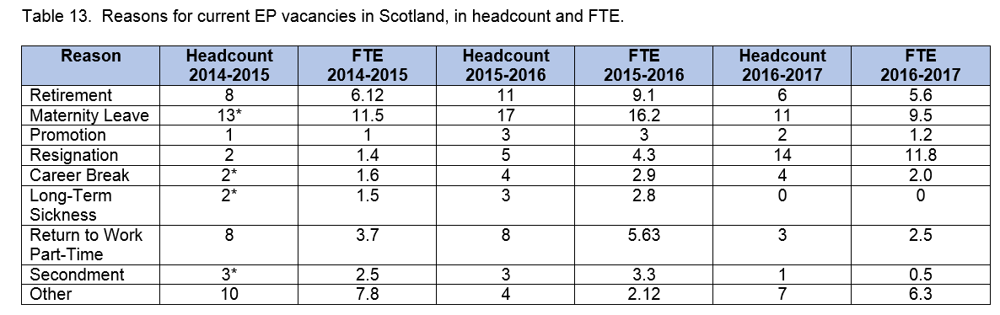 Table 13.  Reasons for current EP vacancies in Scotland, in headcount and FTE.
Reason Headcount 2014-2015 FTE 2014-2015 Headcount 2015-2016 FTE 2015-2016 Headcount 2016-2017 FTE 2016-2017
Retirement 8 6.12 11 9.1 6 5.6
Maternity Leave 13* 11.5 17 16.2 11 9.5
Promotion 1 1 3 3 2 1.2
Resignation 2 1.4 5 4.3 14 11.8
Career Break 2* 1.6 4 2.9 4 2.0
Long-Term Sickness 2* 1.5 3 2.8 0 0
Return to Work Part-Time 8 3.7 8 5.63 3 2.5
Secondment 3* 2.5 3 3.3 1 0.5
Other 10 7.8 4 2.12 7 6.3